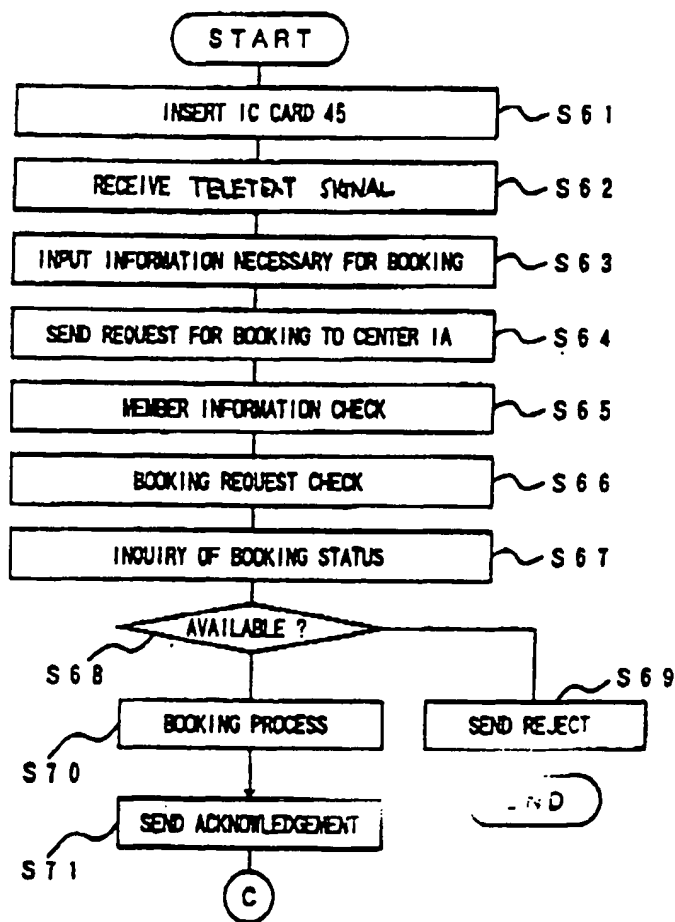 START
INSERT IC CARD 45 S61
RECEIVE TELETEXT SIGNAL S62
INPUT INFORMATION NECESSARY FOR BOOKING S63
SEND REQUEST FOR BOOKING TO CENTER 1A S64
MEMBER INFORMATION CHECK S65
BOOKING REQUEST CHECK S66
INQUIRY OF BOOKING STATUS S67
AVAILABLE ?
S68
S69
BOOKING PROCESS
SEND REJECT
S70
SEND ACKNOWLEDGEMENT
S71
C